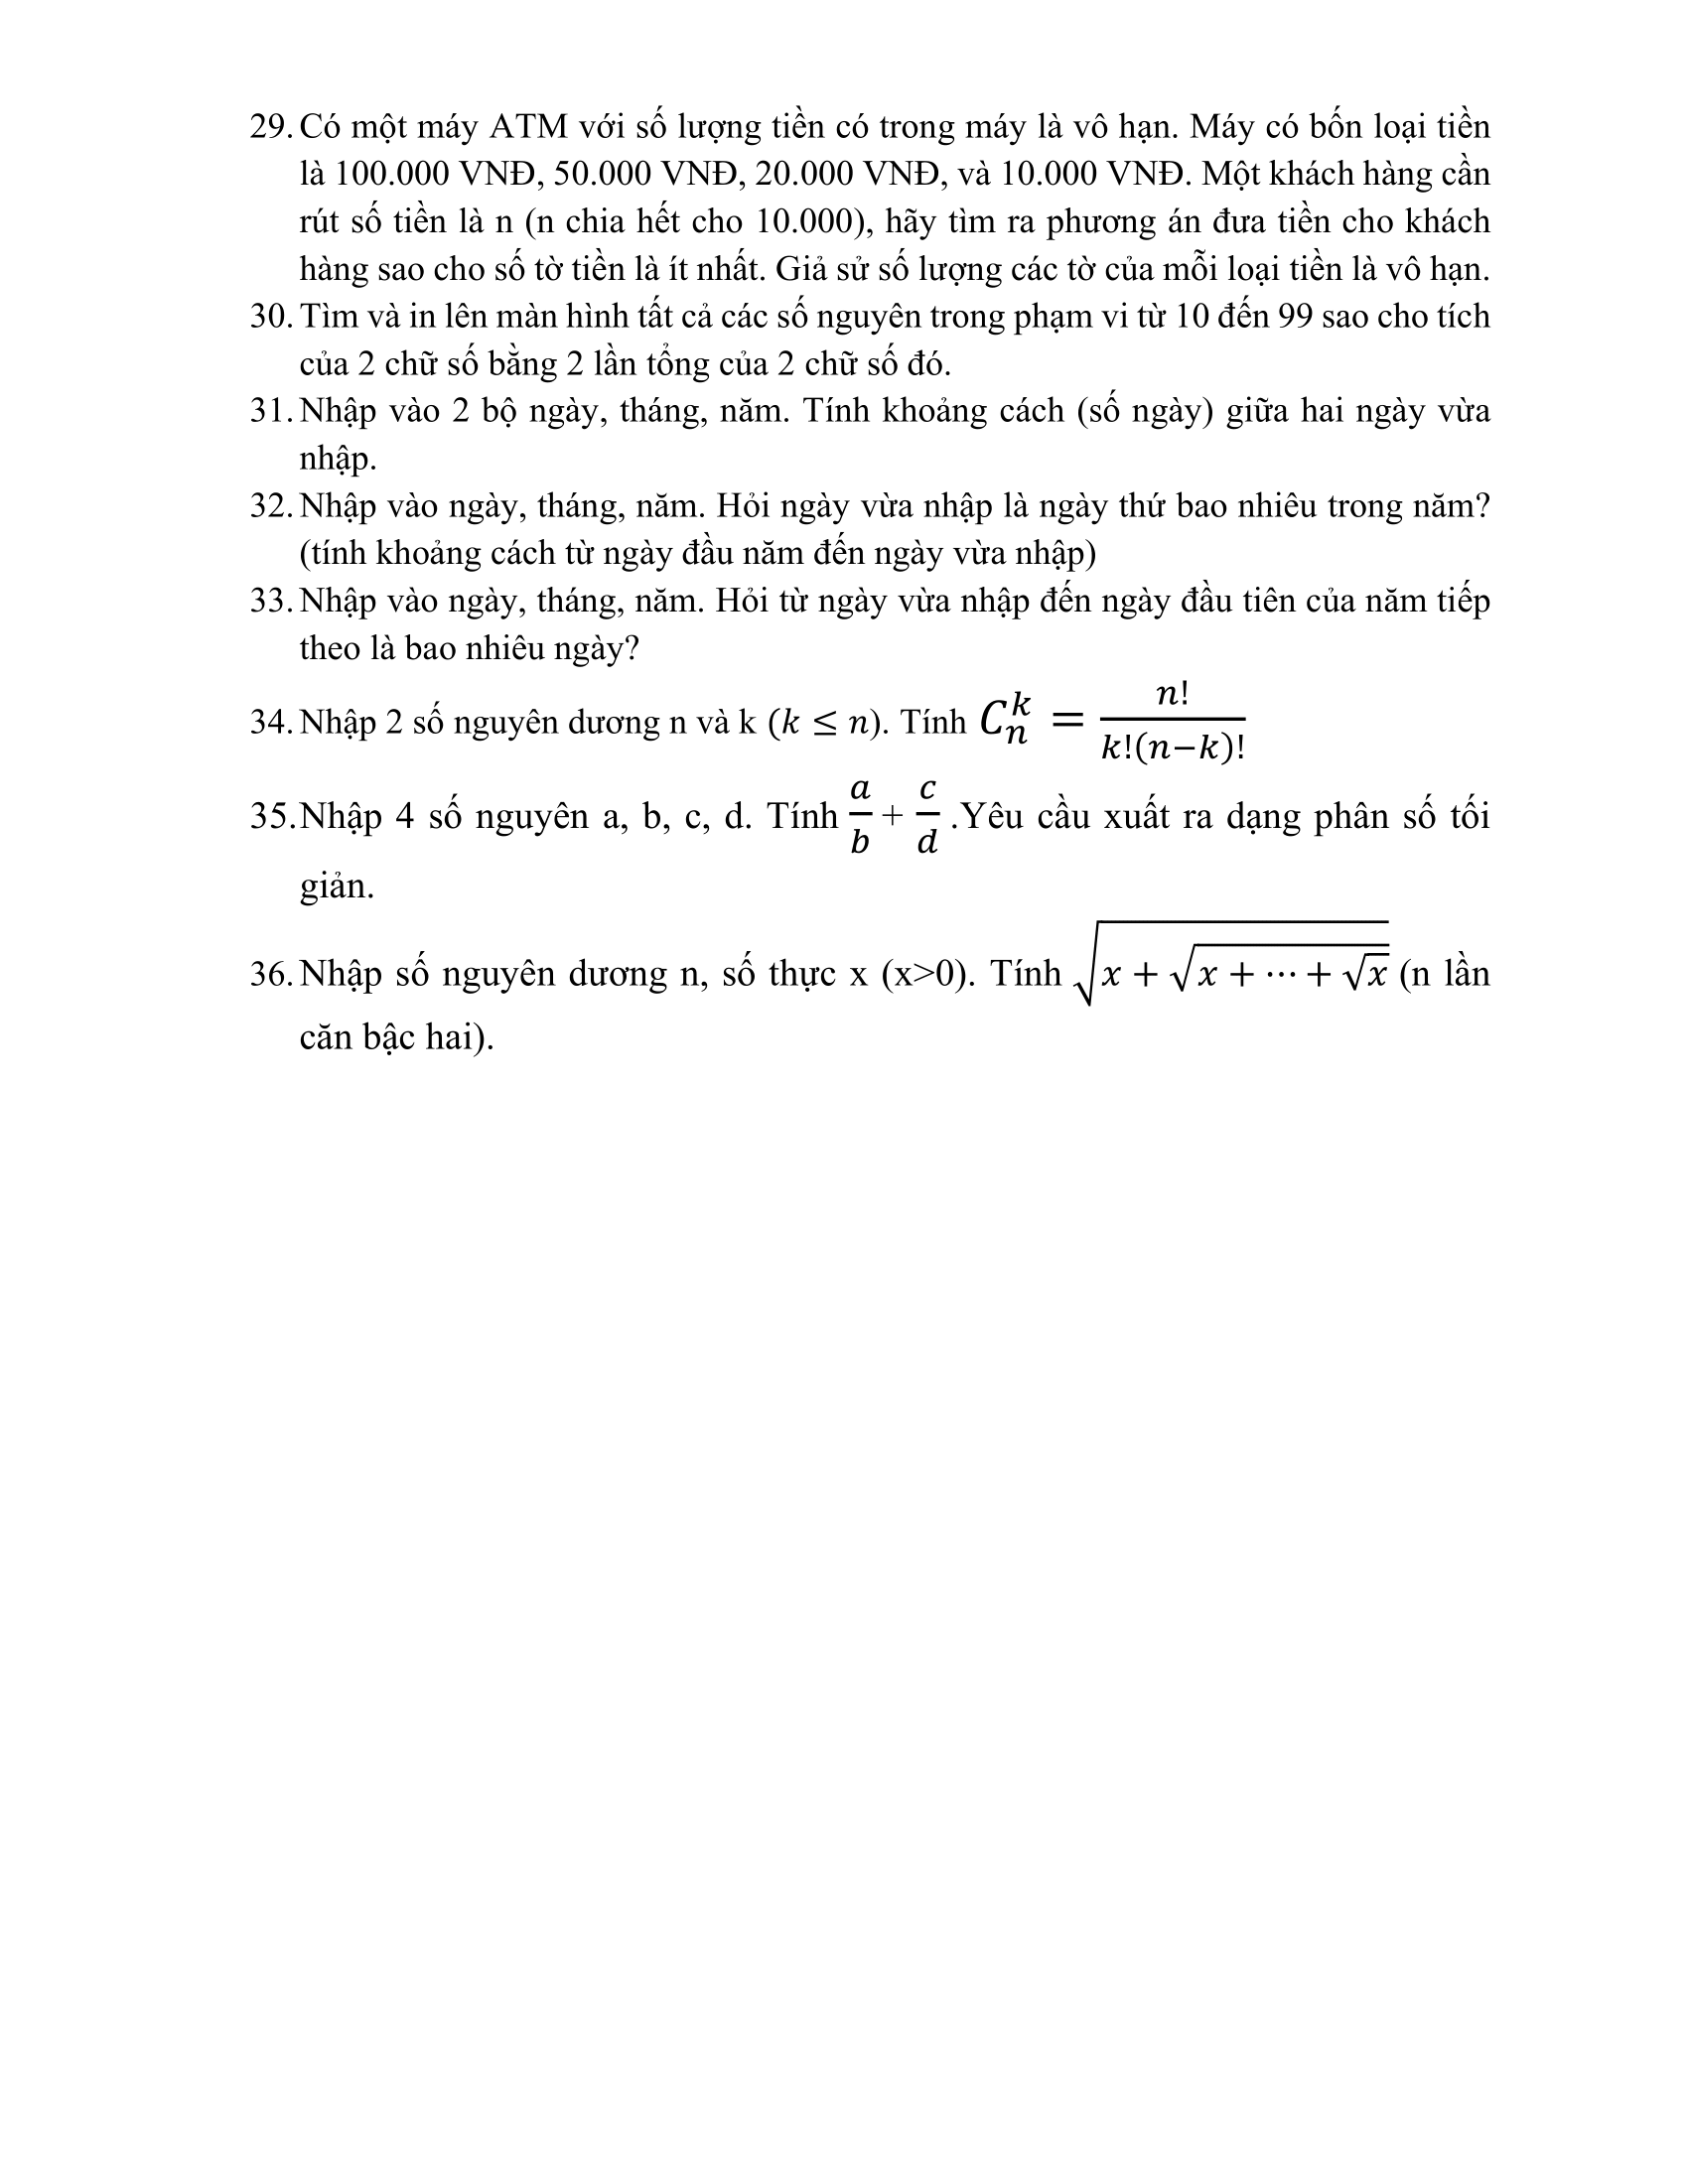 29. Có một máy ATM với số lượng tiền có trong máy là vô hạn. Máy có bốn loại tiền
là 100.000 VNĐ, 50.000 VNĐ, 20.000 VNĐ, và 10.000 VNĐ. Một khách hàng cần
rút số tiền là n (n chia hết cho 10.000), hãy tìm ra phương án đưa tiền cho khách
hàng sao cho số tờ tiền là ít nhất. Giả sử số lượng các tờ của mỗi loại tiền là vô hạn.
30. Tìm và in lên màn hình tất cả các số nguyên trong phạm vi từ 10 đến 99 sao cho tích
của 2 chữ số bằng 2 lần tổng của 2 chữ số đó.
31. Nhập vào 2 bộ ngày, tháng, năm. Tính khoảng cách (số ngày) giữa hai ngày vừa
nhập.
32. Nhập vào ngày, tháng, năm. Hỏi ngày vừa nhập là ngày thứ bao nhiêu trong năm?
(tính khoảng cách từ ngày đầu năm đến ngày vừa nhập)
33. Nhập vào ngày, tháng, năm. Hỏi từ ngày vừa nhập đến ngày đầu tiên của năm tiếp
theo là bao nhiêu ngày?
34. Nhập 2 số nguyên dương n và k (k ≤ n). Tính $C_n^k = \frac{n!}{k!(n-k)!}$
35. Nhập 4 số nguyên a, b, c, d. Tính $\frac{a}{b} + \frac{c}{d}$ .Yêu cầu xuất ra dạng phân số tối
giản.
36. Nhập số nguyên dương n, số thực x (x>0). Tính $\sqrt{x + \sqrt{x + \cdots + \sqrt{x}}}$ (n lần
căn bậc hai).